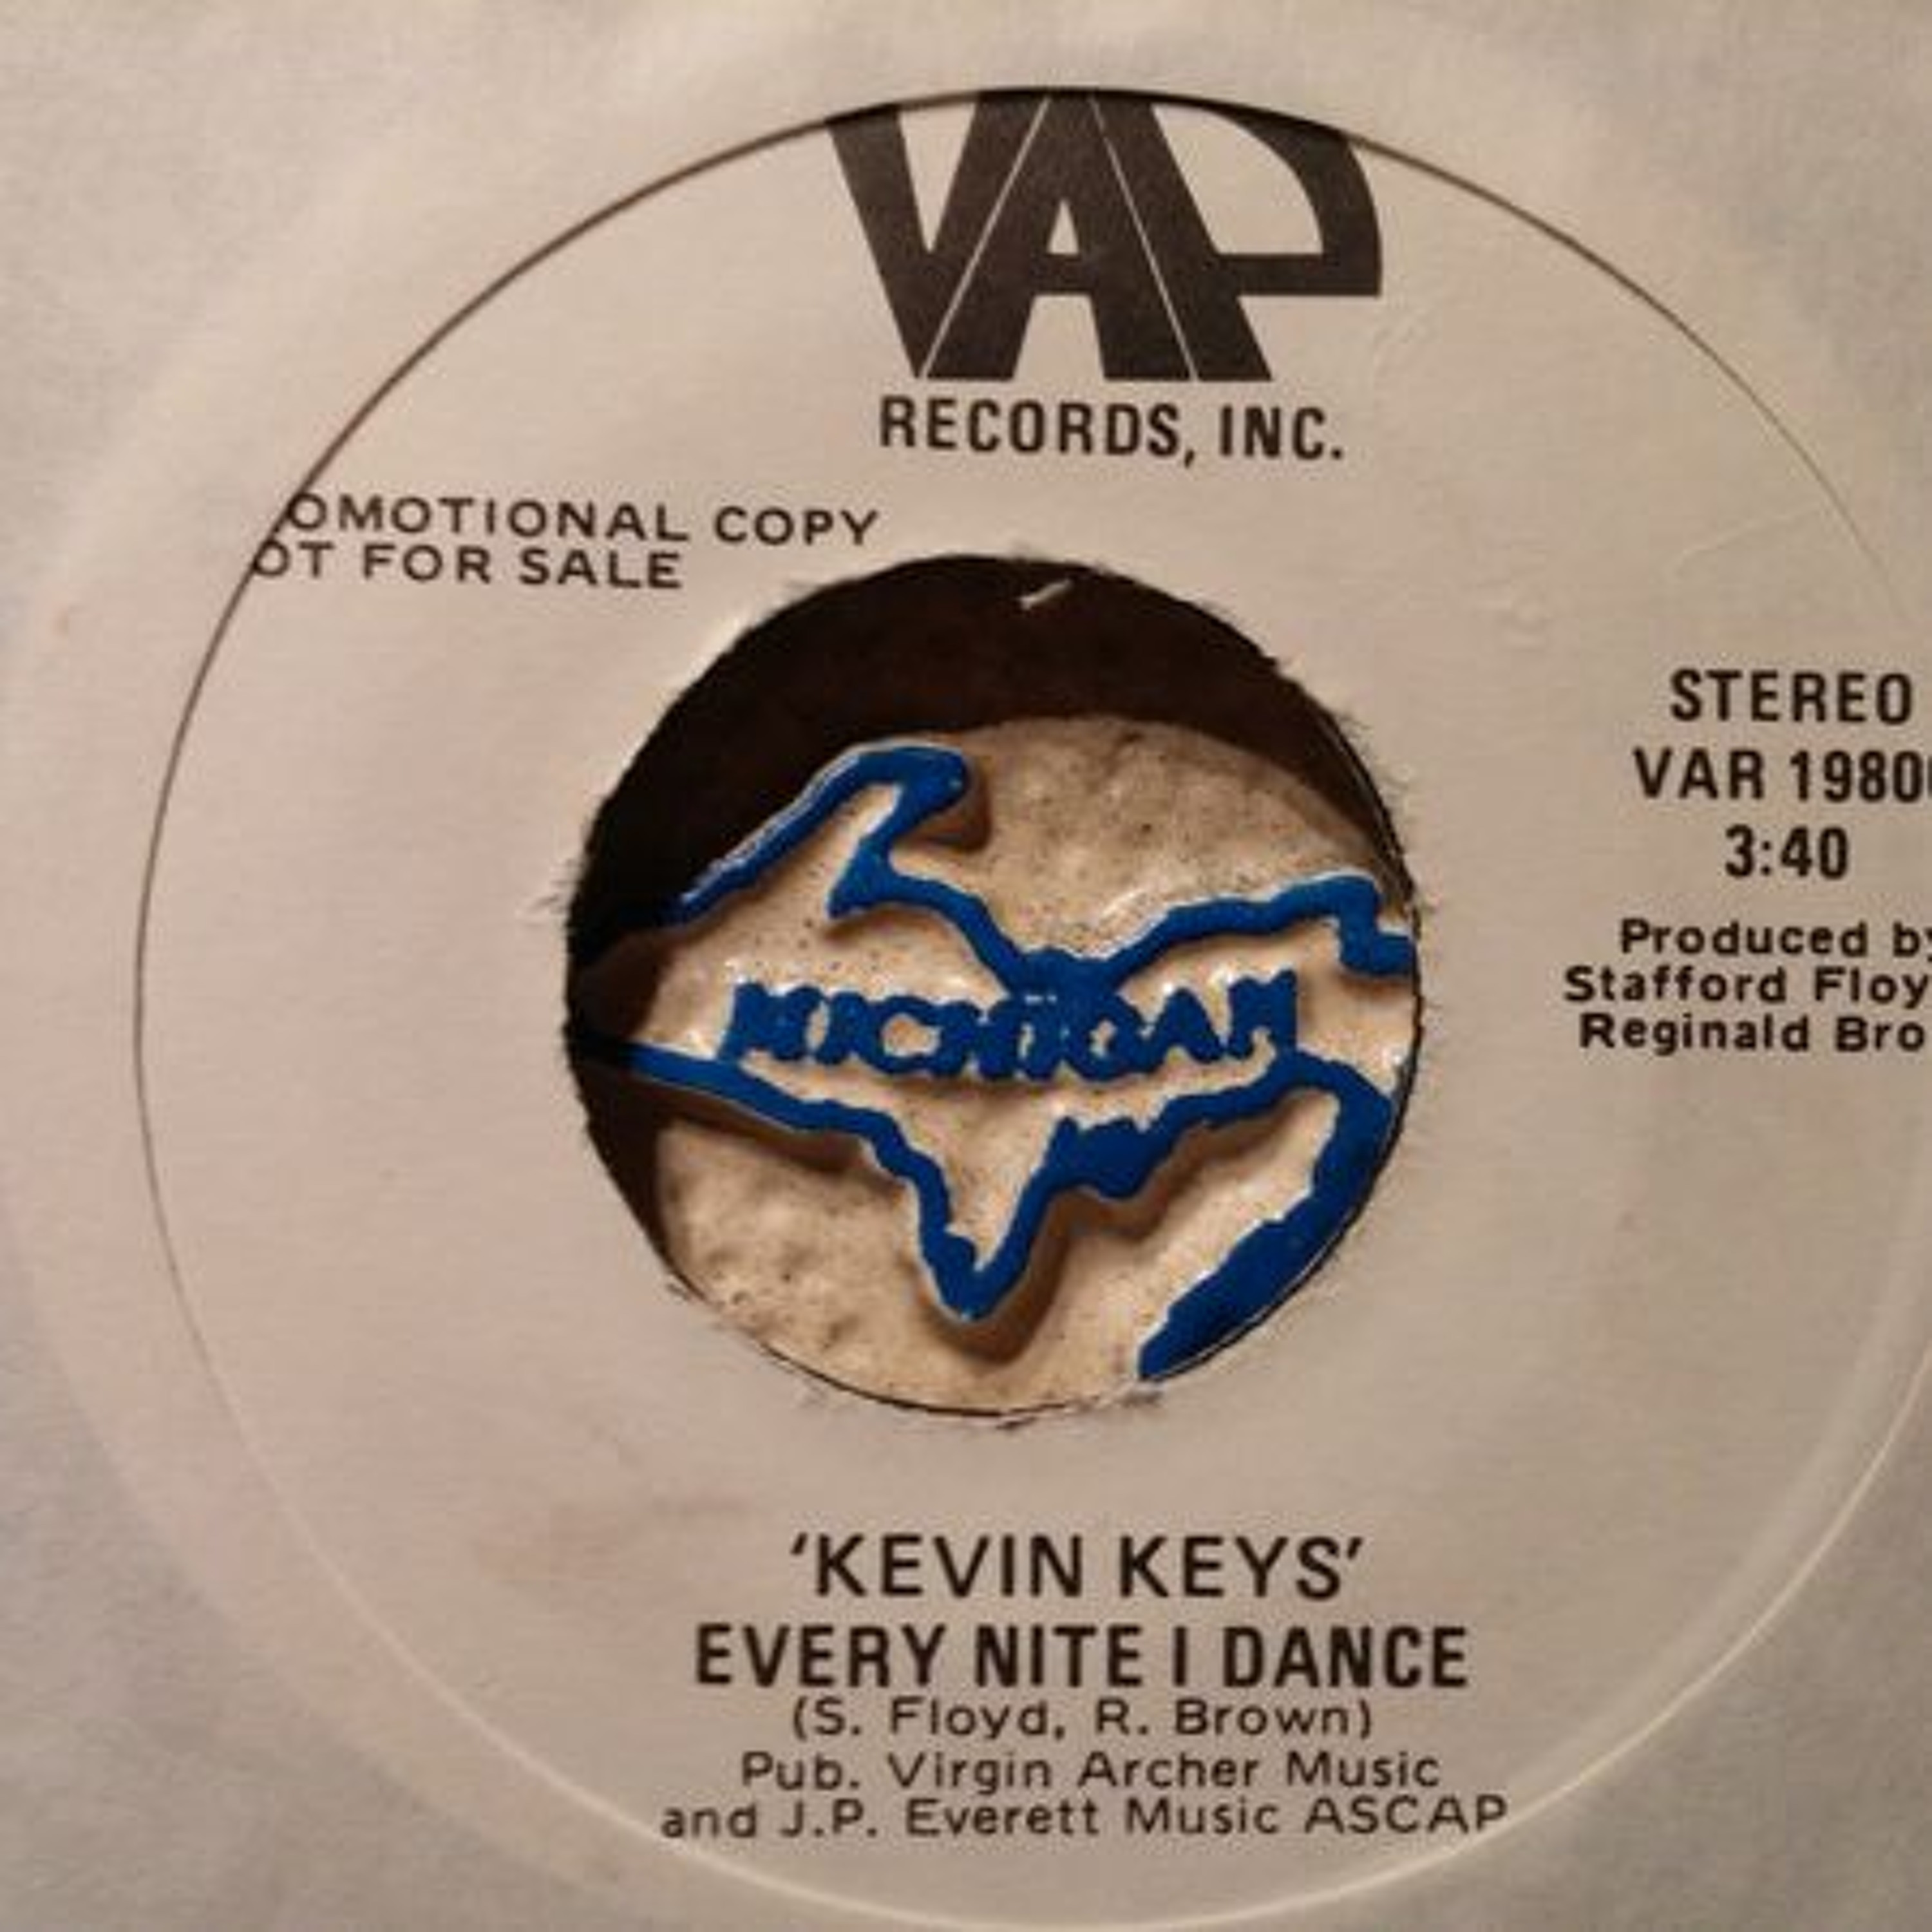 VAP
RECORDS, INC.
OMOTIONAL COPY
OT FOR SALE
STEREO
VAR 1980
3:40
Produced by
Stafford Floy
Reginald Bro
MICHIGAN
'KEVIN KEYS'
EVERY NITE I DANCE
(S. Floyd, R. Brown)
Pub. Virgin Archer Music
and J.P. Everett Music ASCAP